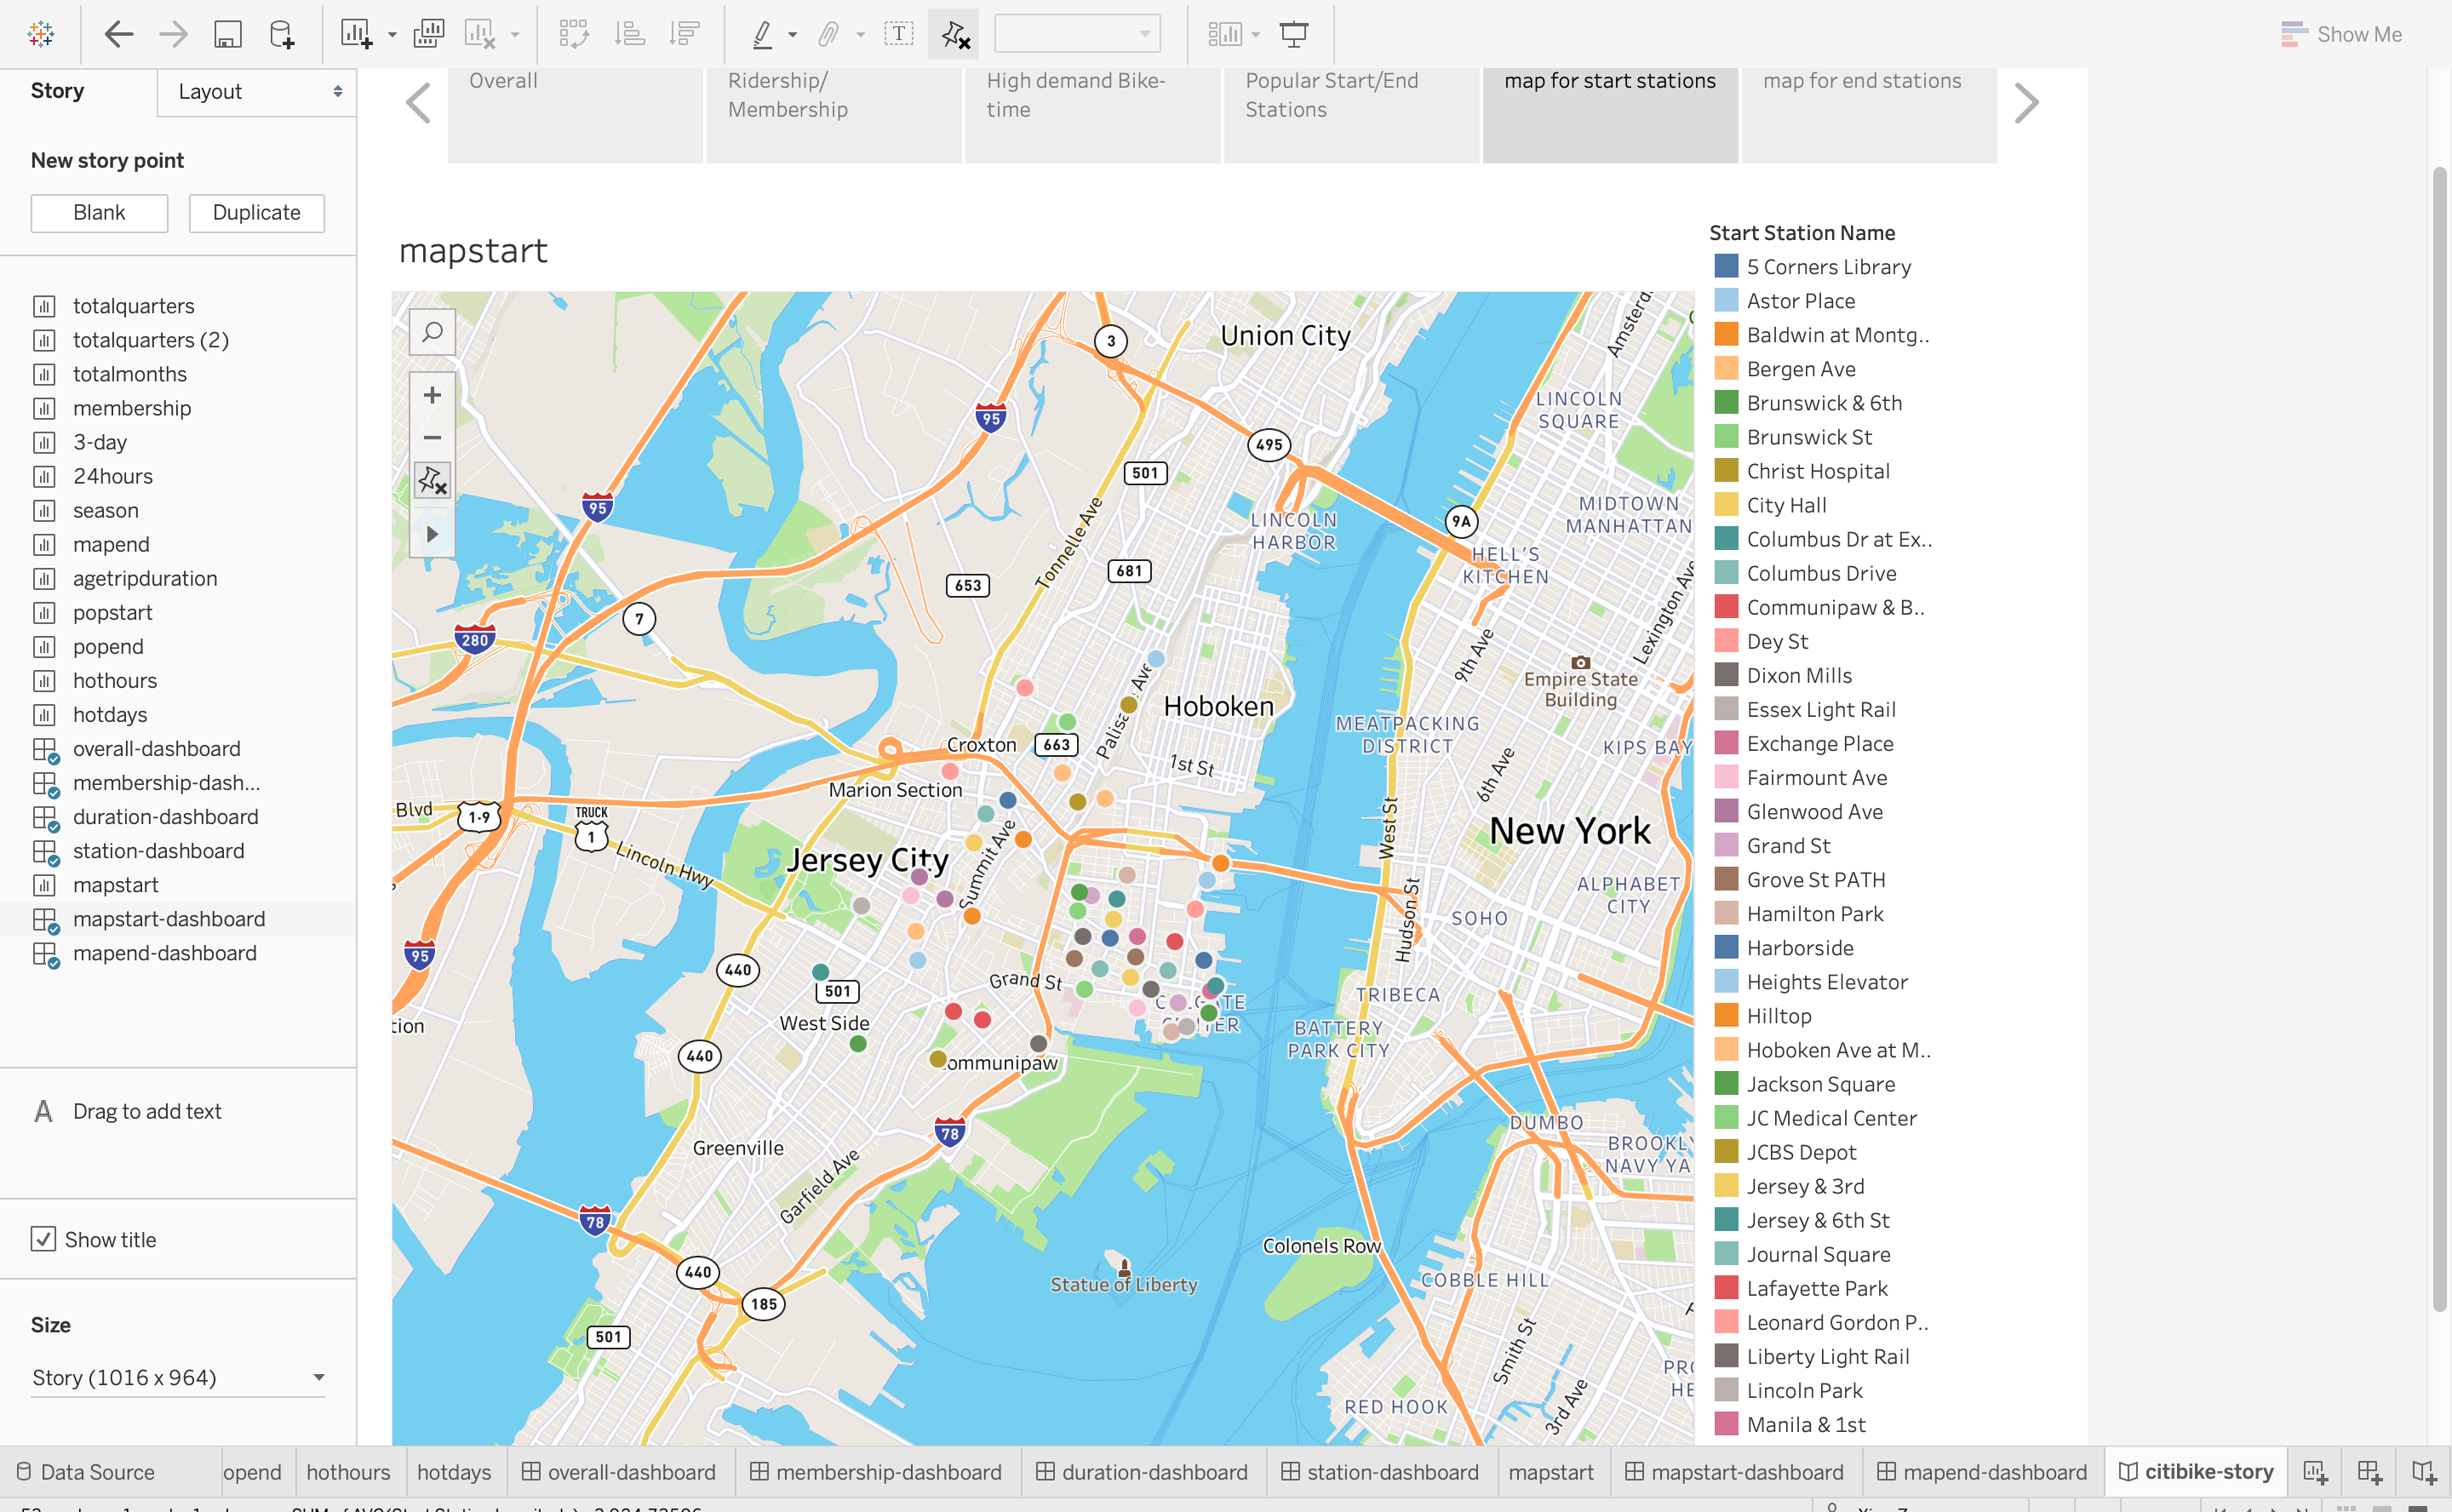 Show Me
Story
Layout
New story point
Blank
Duplicate
totalquarters
totalquarters (2)
totalmonths
membership
3-day
24hours
season
mapend
agetripduration
popstart
popend
hothours
hotdays
overall-dashboard
membership-dash...
duration-dashboard
station-dashboard
mapstart
mapstart-dashboard
mapend-dashboard
A Drag to add text
Show title
Size
Story (1016 x 964)
Overall
Ridership/
Membership
High demand Bike-
time
Popular Start/End
Stations
map for start stations
map for end stations
mapstart
Union City
3
95
495
501
95
LINCOLN
SQUARE
MIDTOWN
MANHATTAN
LINCOLN
HARBOR
9A
HELL'S
KITCHEN
Tonnelle Ave
681
653
7
280
Lexington Ave
9th Ave
Empire State
Building
Hoboken
MEATPACKING
DISTRICT
KIPS BAY
Croxton
663
1st St
6th Ave
Marion Section
Blvd
1-9
TRUCK
1
Lincoln Hwy
West St
New York
Jersey City
Summit Ave
ALPHABET
CITY
Hudson St
SOHO
95
440
501
Grand St
TRIBECA
West Side
BATTERY
PARK CITY
440
78
DUMBO
Greenville
Garfield Ave
78
440
185
501
Colonels Row
Statue of Liberty
COBBLE HILL
Smith St
3rd Ave
RED HOOK
Start Station Name
5 Corners Library
Astor Place
Baldwin at Montg..
Bergen Ave
Brunswick & 6th
Brunswick St
Christ Hospital
City Hall
Columbus Dr at Ex..
Columbus Drive
Communipaw & B..
Dey St
Dixon Mills
Essex Light Rail
Exchange Place
Fairmount Ave
Glenwood Ave
Grand St
Grove St PATH
Hamilton Park
Harborside
Heights Elevator
Hilltop
Hoboken Ave at M..
Jackson Square
JC Medical Center
JCBS Depot
Jersey & 3rd
Jersey & 6th St
Journal Square
Lafayette Park
Leonard Gordon P..
Liberty Light Rail
Lincoln Park
Manila & 1st
Data Source
opend
hothours
hotdays
overall-dashboard
membership-dashboard
duration-dashboard
station-dashboard
mapstart
mapstart-dashboard
mapend-dashboard
citibike-story